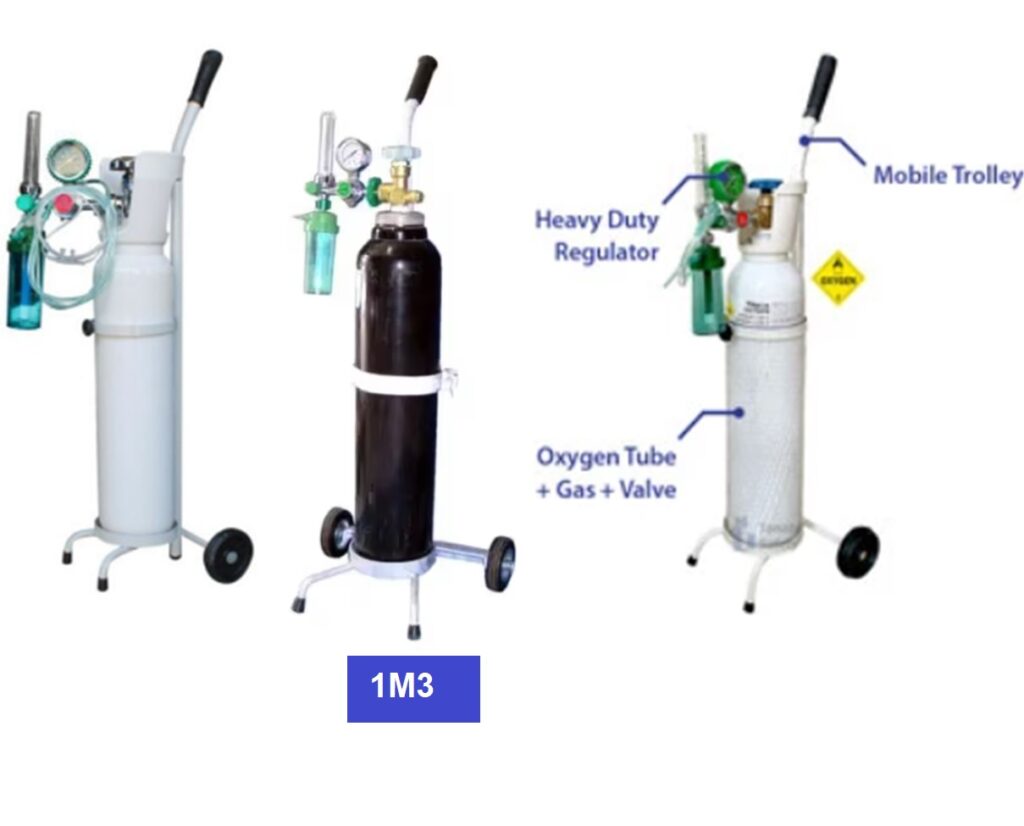 Mobile Trolley
Heavy Duty
Regulator
OXYGEN
Oxygen Tube
+ Gas + Valve
1M3